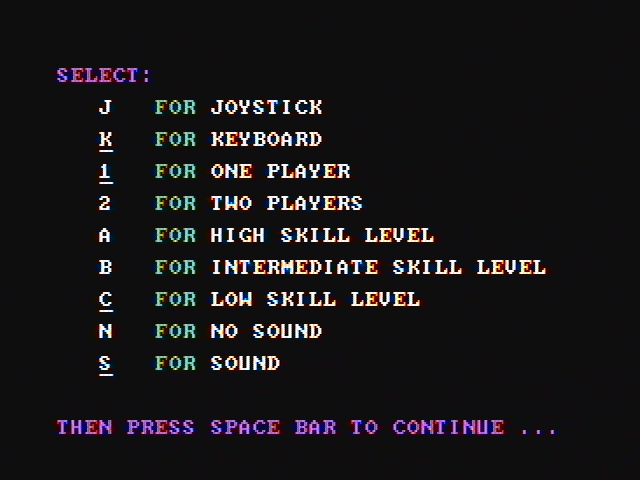 SELECT:
J FOR JOYSTICK
K FOR KEYBOARD
1 FOR ONE PLAYER
2 FOR TWO PLAYERS
A FOR HIGH SKILL LEVEL
B FOR INTERMEDIATE SKILL LEVEL
C FOR LOW SKILL LEVEL
N FOR NO SOUND
S FOR SOUND
THEN PRESS SPACE BAR TO CONTINUE ...